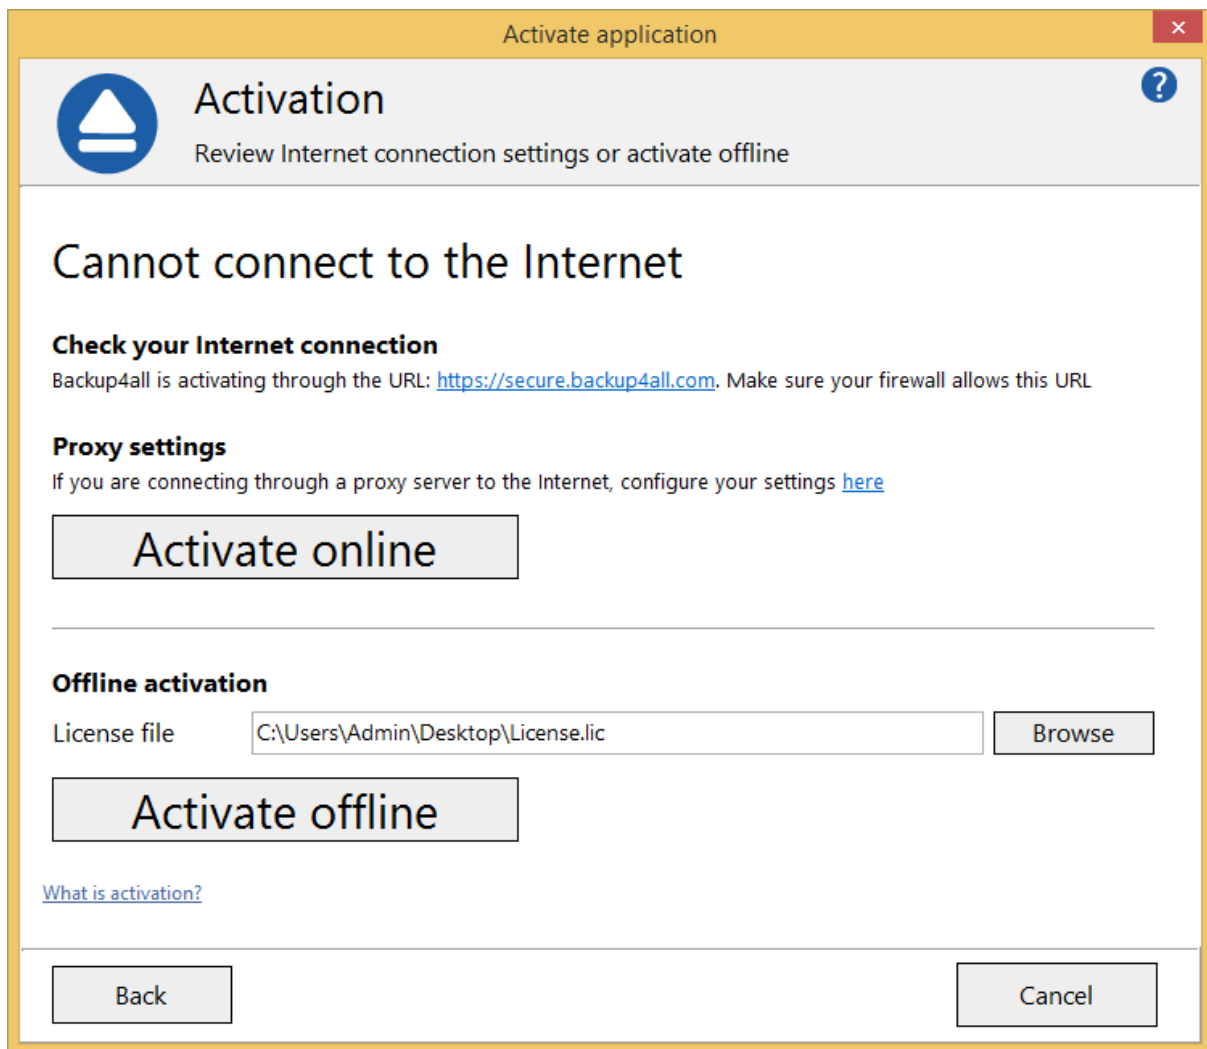 Activate application
×
Activation
?
Review Internet connection settings or activate offline
Cannot connect to the Internet
Check your Internet connection
Backup4all is activating through the URL: https://secure.backup4all.com. Make sure your firewall allows this URL
Proxy settings
If you are connecting through a proxy server to the Internet, configure your settings here
Activate online
Offline activation
License file C:\Users\Admin\Desktop\License.lic Browse
Activate offline
What is activation?
Back Cancel